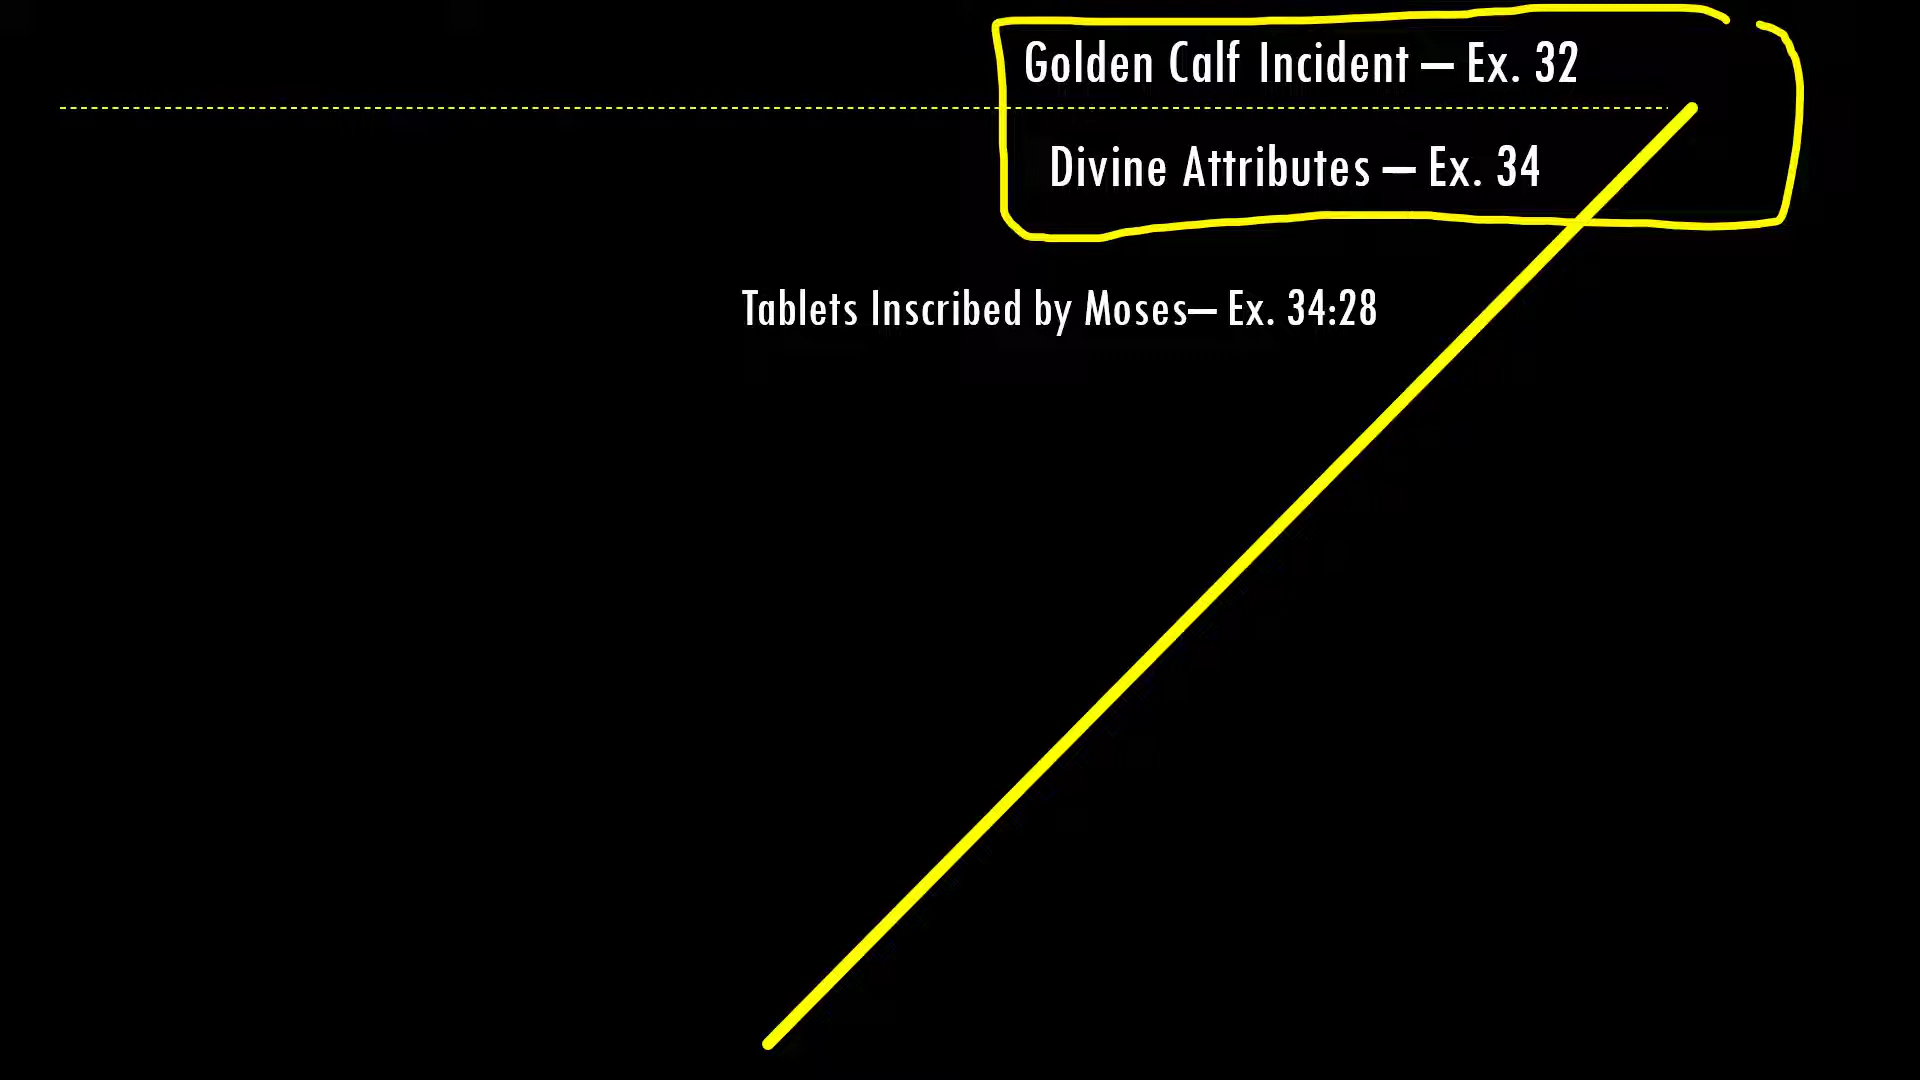 Golden Calf Incident – Ex. 32
Divine Attributes – Ex. 34
Tablets Inscribed by Moses– Ex. 34:28